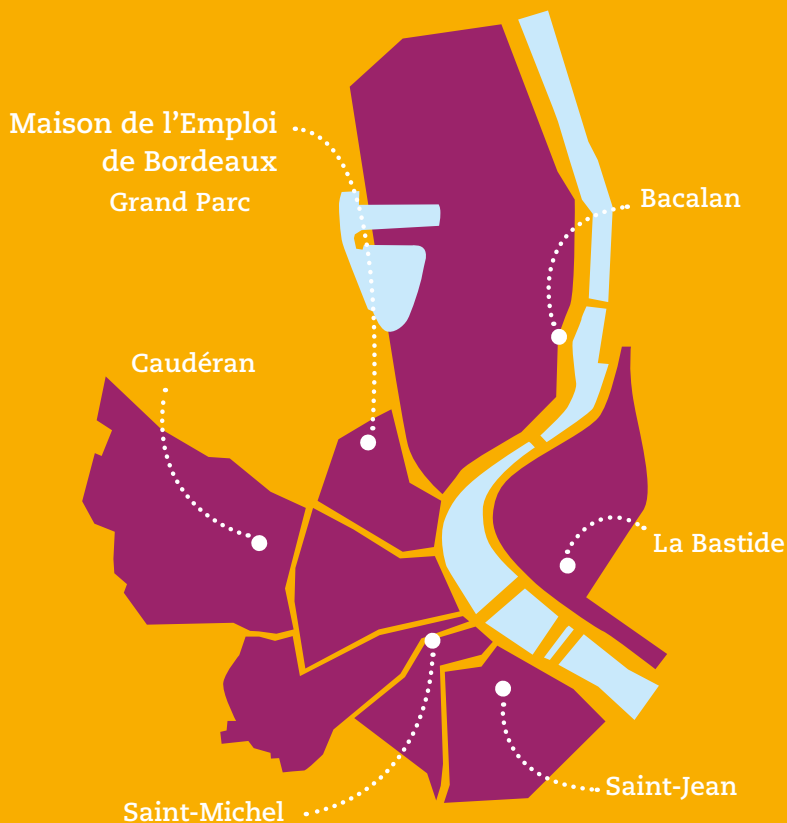 Maison de l'Emploi
de Bordeaux
Grand Parc
Bacalan
Caudéran
La Bastide
Saint-Jean
Saint-Michel